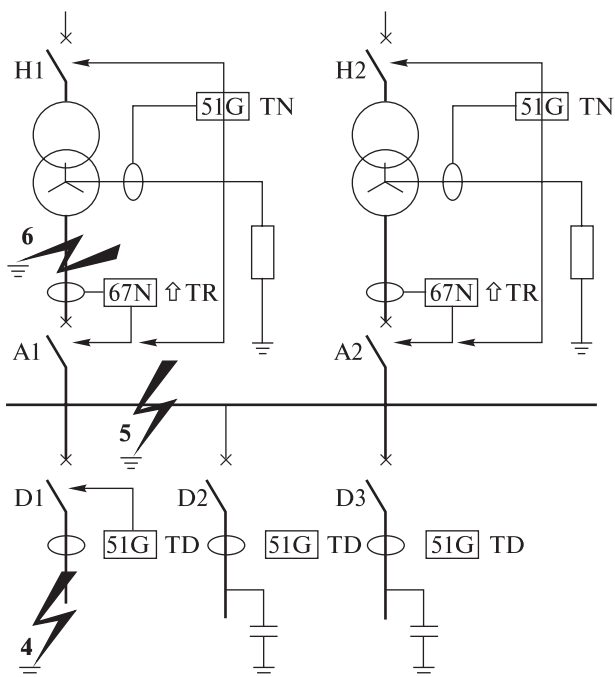 H1
H2
51G TN
51G TN
6
67N ⇧ TR
67N ⇧ TR
A1
A2
5
D1
D2
D3
51G TD
51G TD
51G TD
4